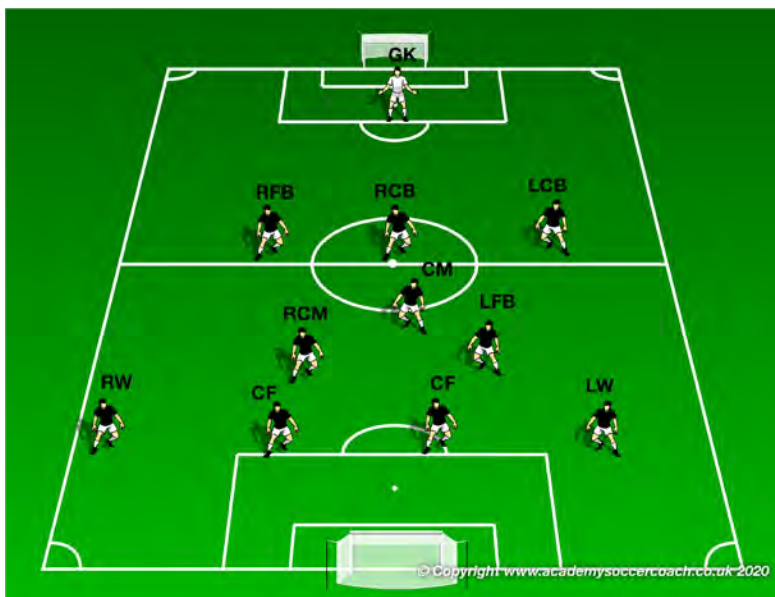 GK
RFB
RCB
LCB
CM
RCM
LFB
RW
CF
CF
LW
© Copyright www.academysoccercoach.co.uk 2020